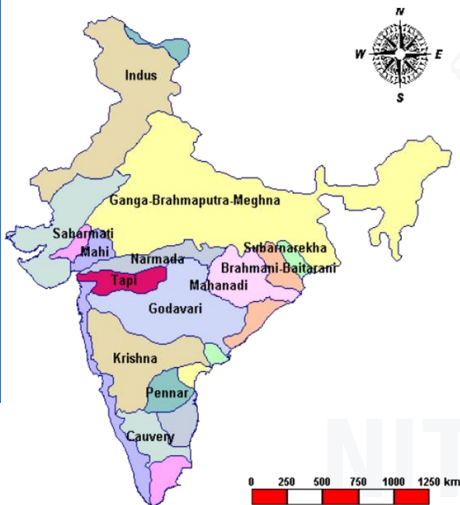 N
W E
S
Indus
Ganga-Brahmaputra-Meghna
Sabarmati
Mahi
Subarnarekha
Narmada
Brahmani-Baitarani
Tapi
Mahanadi
Godavari
Krishna
Pennar
Cauvery
NIT
0 250 500 750 1000 1250 km